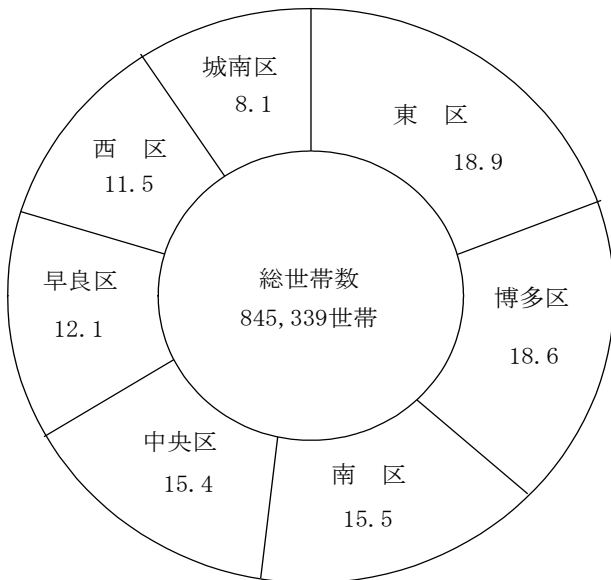 城南区
8.1
東　区
18.9
西　区
11.5
早良区
12.1
総世帯数
845,339世帯
博多区
18.6
中央区
15.4
南　区
15.5